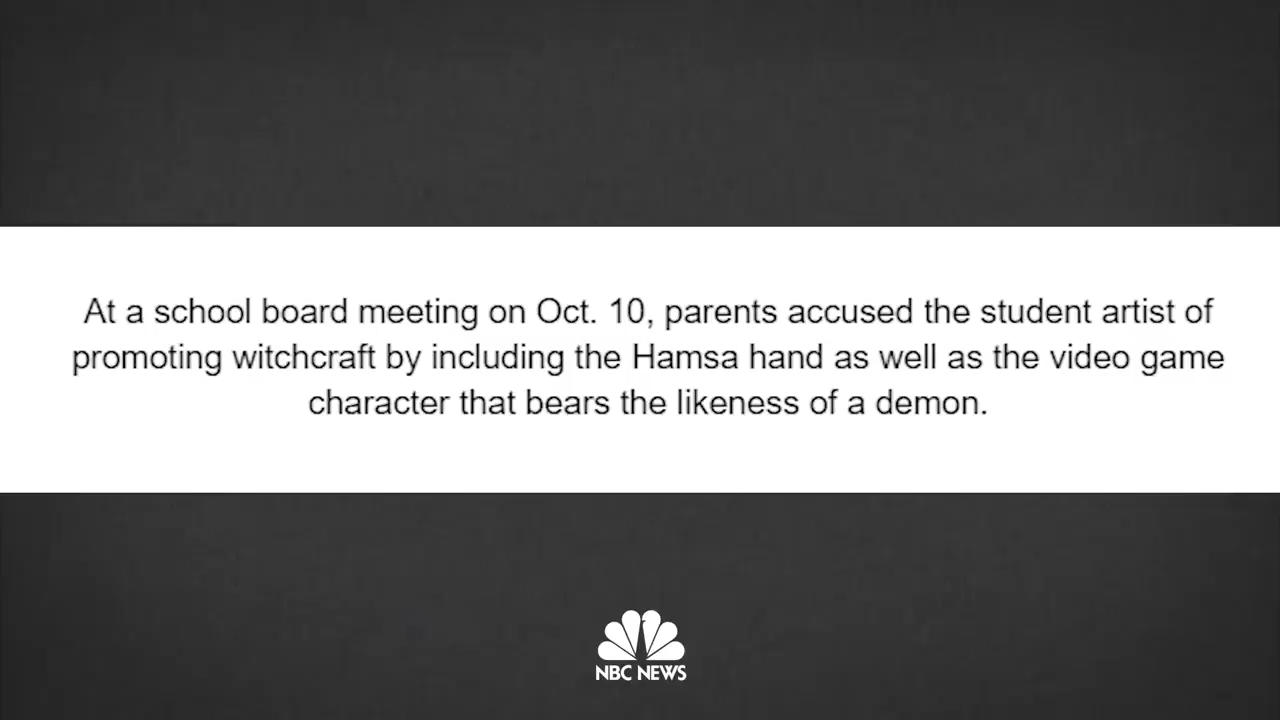 At a school board meeting on Oct. 10, parents accused the student artist of
promoting witchcraft by including the Hamsa hand as well as the video game
character that bears the likeness of a demon.
NBC NEWS